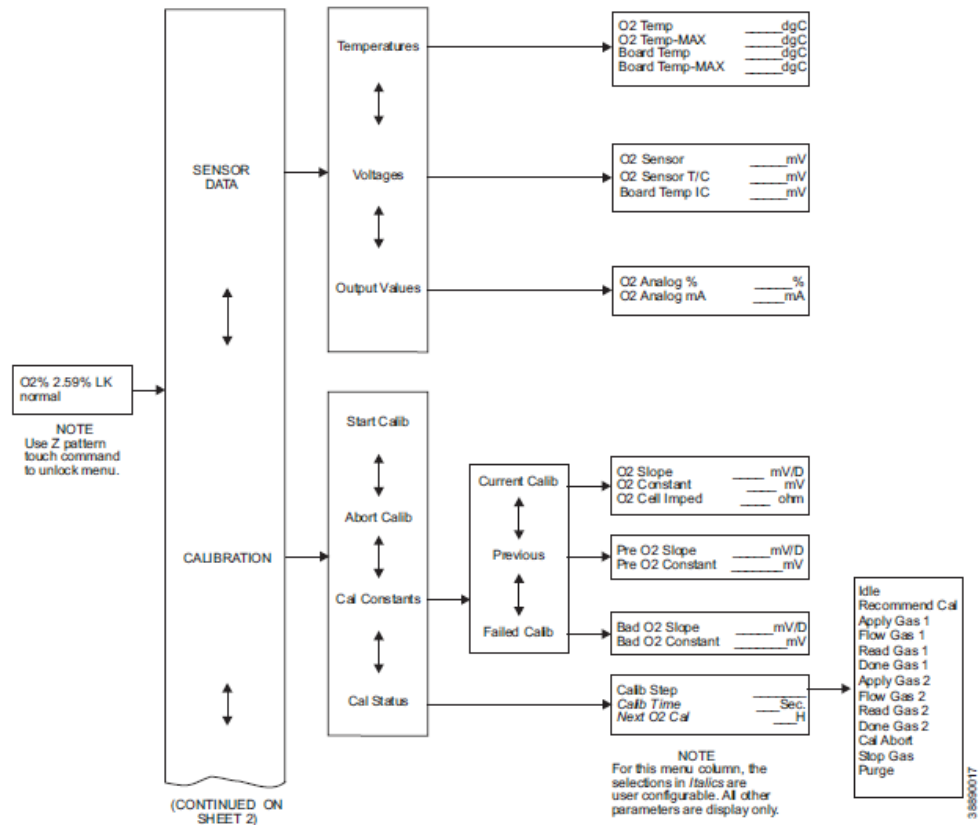 O2% 2.59% LK
normal
NOTE
Use Z pattern
touch command
to unlock menu.
SENSOR
DATA
CALIBRATION
(CONTINUED ON
SHEET 2)
Temperatures
Voltages
Output Values
O2 Temp _____dgC
O2 Temp-MAX _____dgC
Board Temp _____dgC
Board Temp-MAX _____dgC
O2 Sensor _____mV
O2 Sensor T/C _____mV
Board Temp IC _____mV
O2 Analog % _____%
O2 Analog mA _____mA
Start Calib
Abort Calib
Cal Constants
Cal Status
Current Calib
Previous
Failed Calib
O2 Slope ____ mV/D
O2 Constant ____ mV
O2 Cell Imped ____ ohm
Pre O2 Slope _____mV/D
Pre O2 Constant _______mV
Bad O2 Slope _____mV/D
Bad O2 Constant _______mV
Calib Step _______
Calib Time ___Sec.
Next O2 Cal ___H
NOTE
For this menu column, the
selections in Italics are
user configurable. All other
parameters are display only.
Idle
Recommend Cal
Apply Gas 1
Flow Gas 1
Read Gas 1
Done Gas 1
Apply Gas 2
Flow Gas 2
Read Gas 2
Done Gas 2
Cal Abort
Stop Gas
Purge
38890017